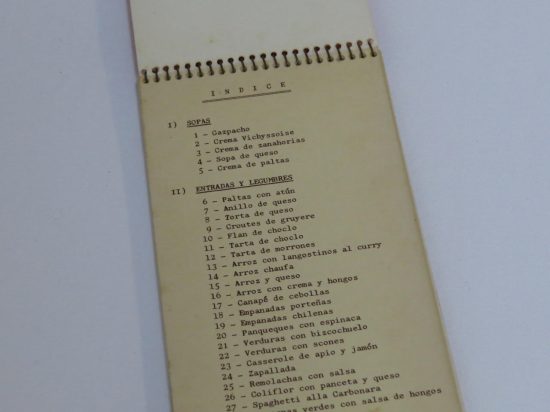 INDICE
I) SOPAS
1 - Gazpacho
2 - Crema Vichyssoise
3 - Crema de zanahorias
4 - Sopa de queso
5 - Crema de paltas
II) ENTRADAS Y LEGUMBRES
6 - Paltas con atún
7 - Anillo de queso
8 - Torta de queso
9 - Croutes de gruyere
10 - Flan de choclo
11 - Tarta de choclo
12 - Tarta de morrones
13 - Arroz con langostinos al curry
14 - Arroz chaufa
15 - Arroz y queso
16 - Arroz con crema y hongos
17 - Canapé de cebollas
18 - Empanadas porteñas
19 - Empanadas chilenas
20 - Panqueques con espinaca
21 - Verduras con bizcochuelo
22 - Verduras con scones
23 - Casserole de apio y jamón
24 - Zapallada
25 - Remolachas con salsa
26 - Coliflor con panceta y queso
27 - Spaghetti alla Carbonara
verdes con salsa de hongos